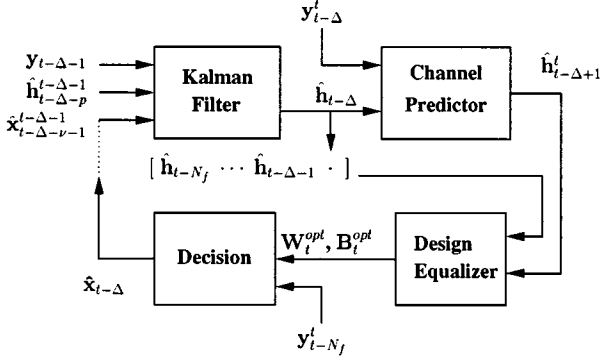 y^t_{t−Δ}
y_{t−Δ−1}
ĥ^{t−Δ−1}_{t−Δ−p}
x̂^{t−Δ−1}_{t−Δ−ν−1}
Kalman
Filter
ĥ_{t−Δ}
Channel
Predictor
ĥ^t_{t−Δ+1}
[ ĥ_{t−N_f} ⋯ ĥ_{t−Δ−1} · ]
W^{opt}_t, B^{opt}_t
Decision
Design
Equalizer
x̂_{t−Δ}
y^t_{t−N_f}